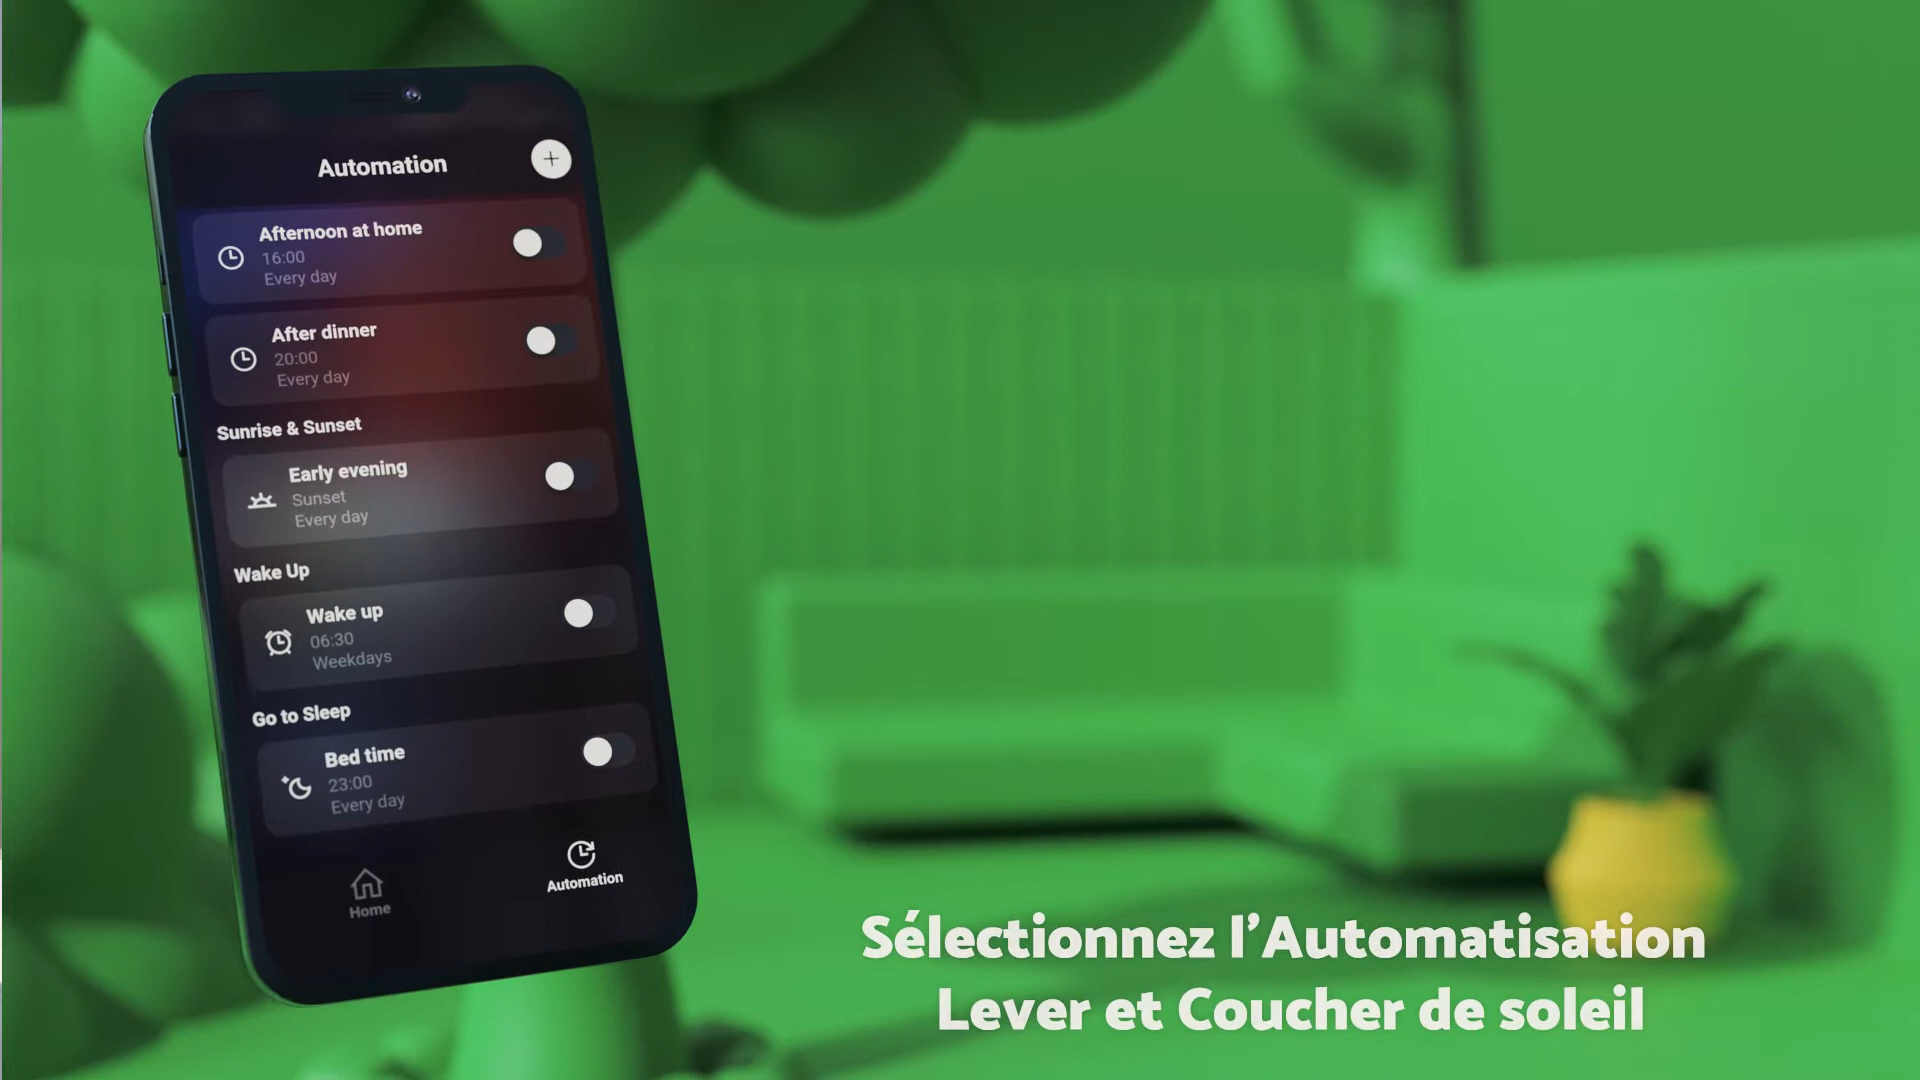 Automation
Afternoon at home
16:00
Every day
After dinner
20:00
Every day
Sunrise & Sunset
Early evening
Sunset
Every day
Wake Up
Wake up
06:30
Weekdays
Go to Sleep
Bed time
23:00
Every day
Home
Automation
Sélectionnez l'Automatisation
Lever et Coucher de soleil